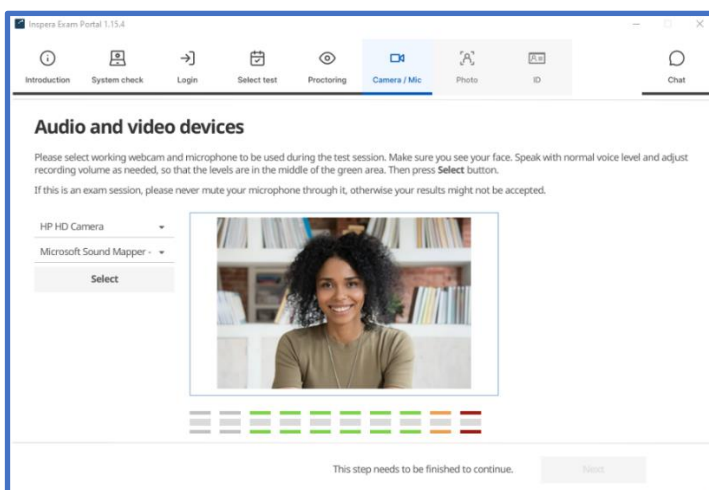 Inspera Exam Portal 1.15.4
Introduction
System check
Login
Select test
Proctoring
Camera / Mic
Photo
ID
Chat
Audio and video devices
Please select working webcam and microphone to be used during the test session. Make sure you see your face. Speak with normal voice level and adjust
recording volume as needed, so that the levels are in the middle of the green area. Then press Select button.
If this is an exam session, please never mute your microphone through it, otherwise your results might not be accepted.
HP HD Camera
Microsoft Sound Mapper -
Select
This step needs to be finished to continue.
Next